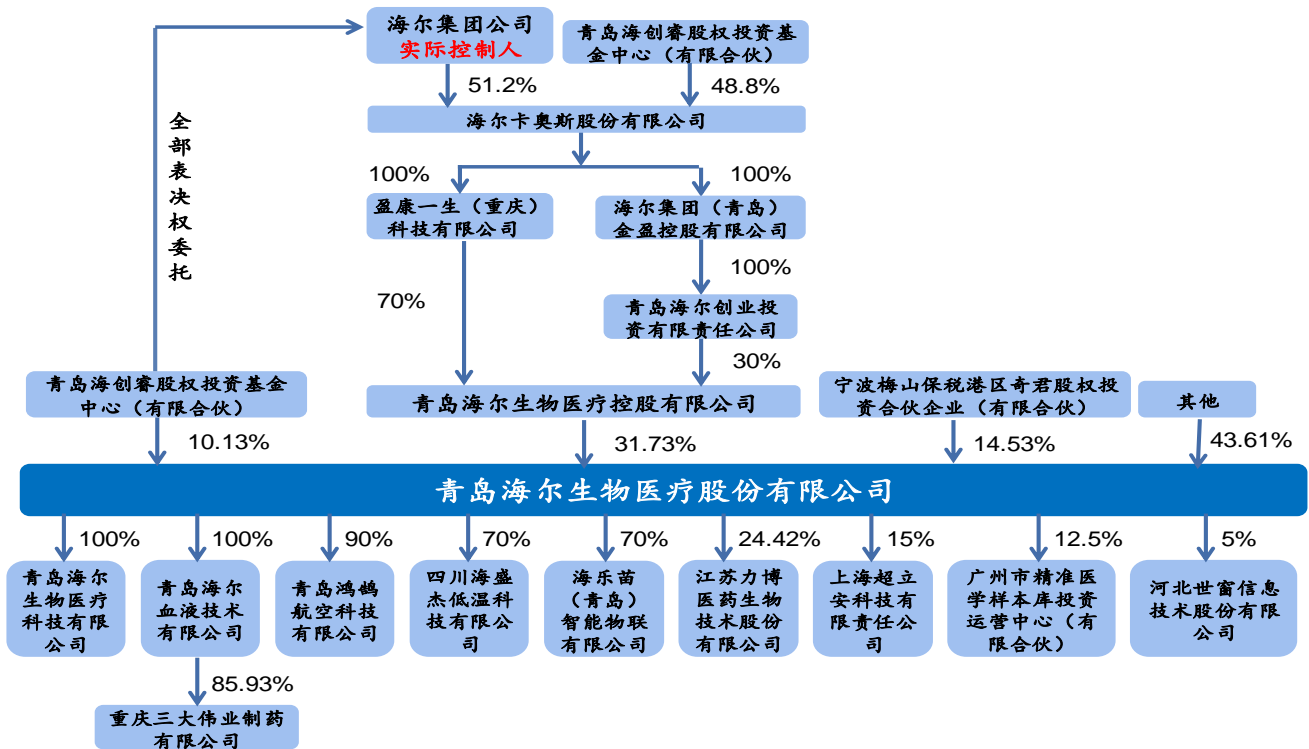 海尔集团公司
实际控制人
青岛海创睿股权投资基
金中心（有限合伙）
51.2%
48.8%
海尔卡奥斯股份有限公司
全部表决权委托
100%
100%
盈康一生（重庆）
科技有限公司
海尔集团（青岛）
金盈控股有限公司
100%
70%
青岛海尔创业投
资有限责任公司
30%
青岛海创睿股权投资基金
中心（有限合伙）
青岛海尔生物医疗控股有限公司
宁波梅山保税港区奇君股权投
资合伙企业（有限合伙）
其他
10.13%
31.73%
14.53%
43.61%
青岛海尔生物医疗股份有限公司
100%
100%
90%
70%
70%
24.42%
15%
12.5%
5%
青岛海尔
生物医疗
科技有限
公司
青岛海尔
血液技术
有限公司
青岛鸿鹄
航空科技
有限公司
四川海盛
杰低温科
技有限公
司
海乐苗
（青岛）
智能物联
有限公司
江苏力博
医药生物
技术股份
有限公司
上海超立
安科技有
限责任公
司
广州市精准医
学样本库投资
运营中心（有
限合伙）
河北世窗信息
技术股份有限
公司
85.93%
重庆三大伟业制药
有限公司